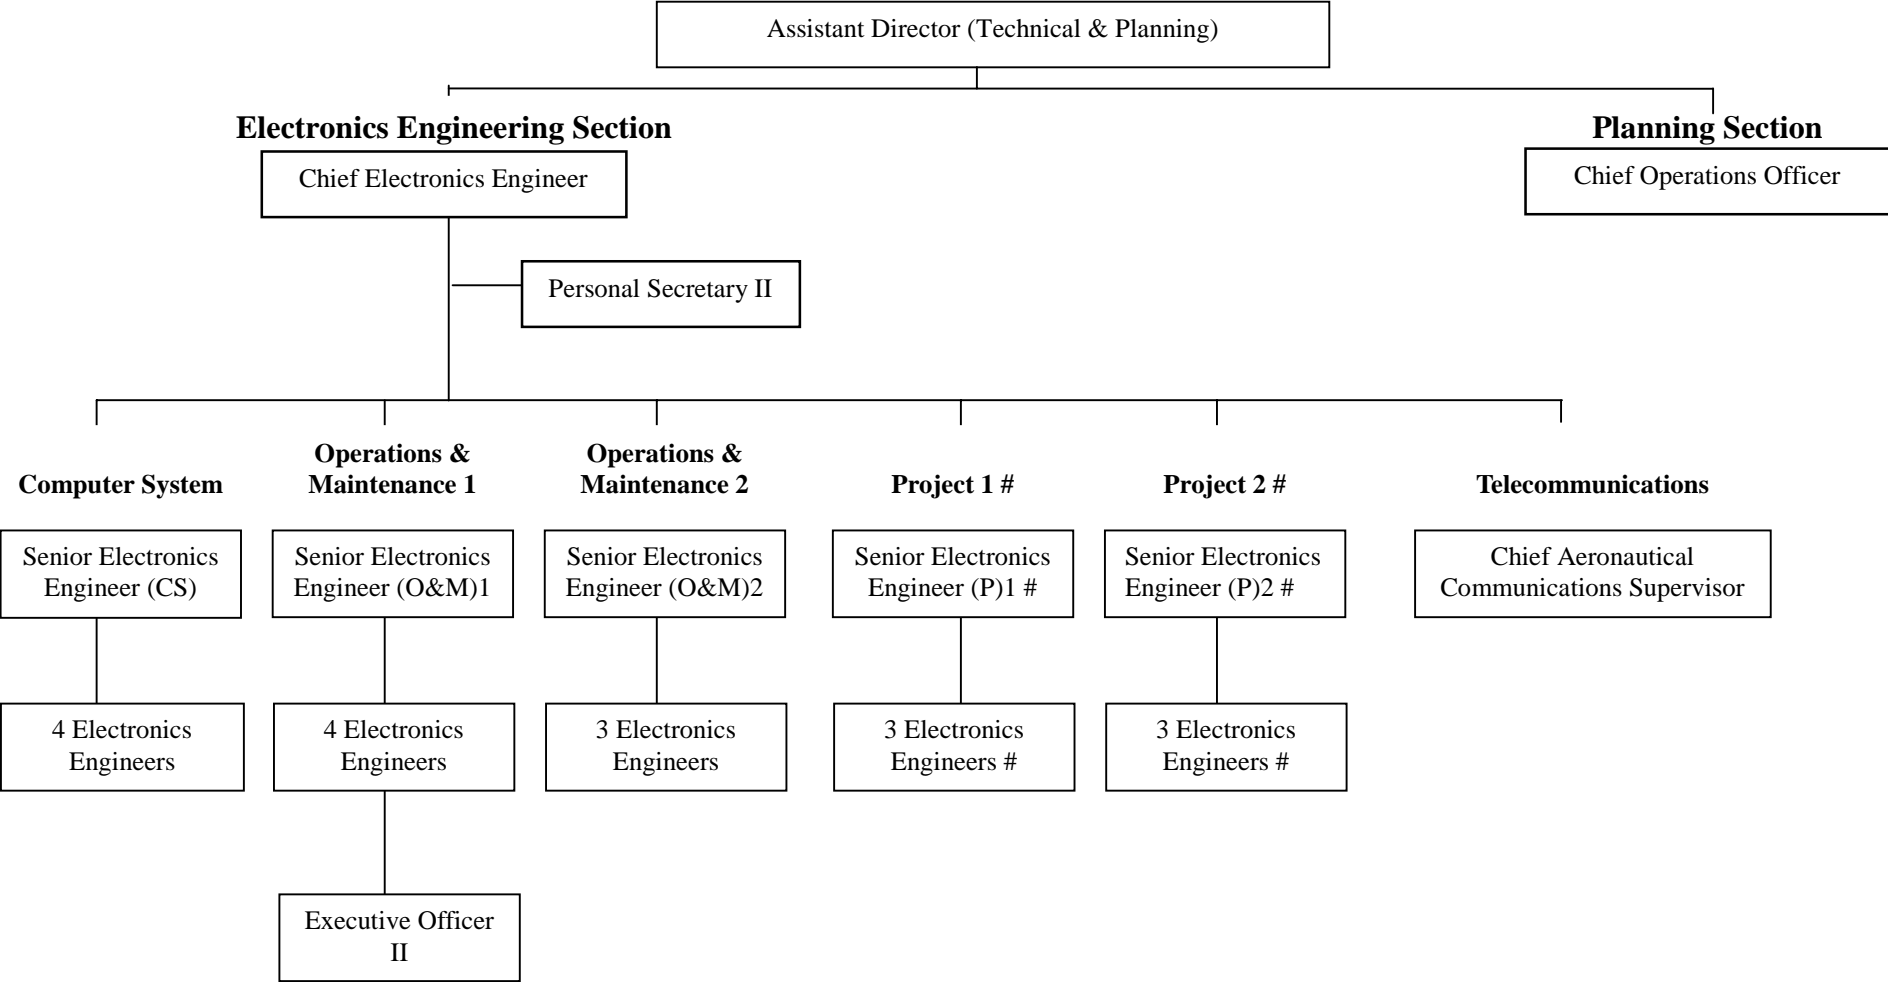 Assistant Director (Technical & Planning)
Electronics Engineering Section
Planning Section
Chief Electronics Engineer
Chief Operations Officer
Personal Secretary II
Computer System
Operations &
Maintenance 1
Operations &
Maintenance 2
Project 1 #
Project 2 #
Telecommunications
Senior Electronics
Engineer (CS)
Senior Electronics
Engineer (O&M)1
Senior Electronics
Engineer (O&M)2
Senior Electronics
Engineer (P)1 #
Senior Electronics
Engineer (P)2 #
Chief Aeronautical
Communications Supervisor
4 Electronics
Engineers
4 Electronics
Engineers
3 Electronics
Engineers
3 Electronics
Engineers #
3 Electronics
Engineers #
Executive Officer
II